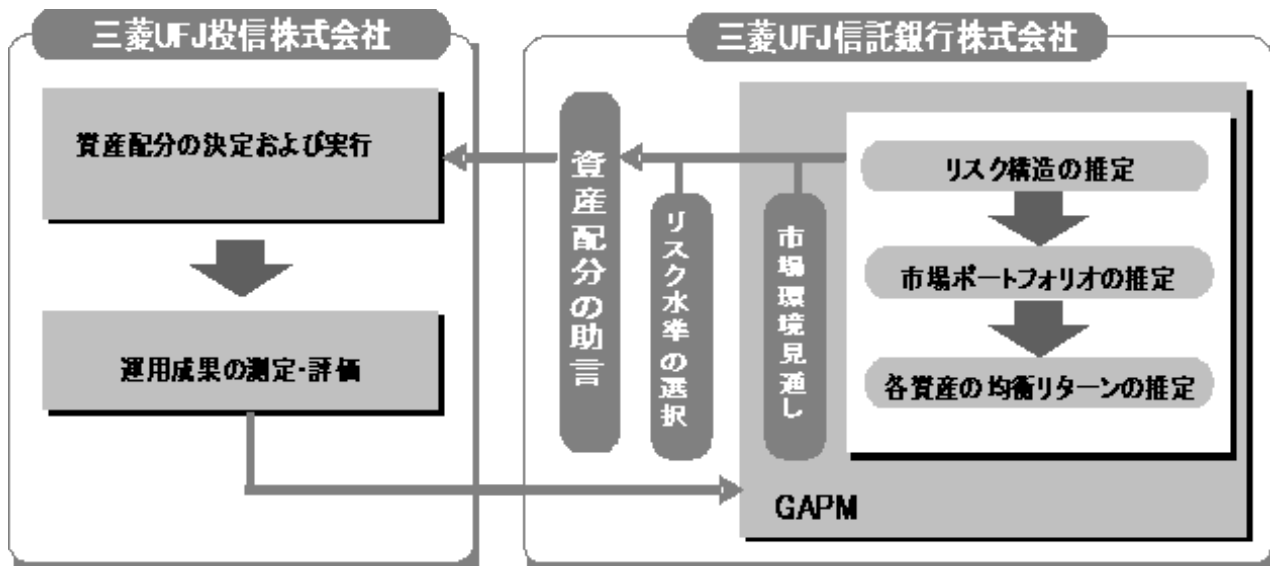 三菱UFJ投信株式会社
資産配分の決定および実行
運用成果の測定・評価
三菱UFJ信託銀行株式会社
資産配分の助言
リスク水準の選択
市場環境見通し
リスク構造の推定
市場ポートフォリオの推定
各資産の均衡リターンの推定
GAPM